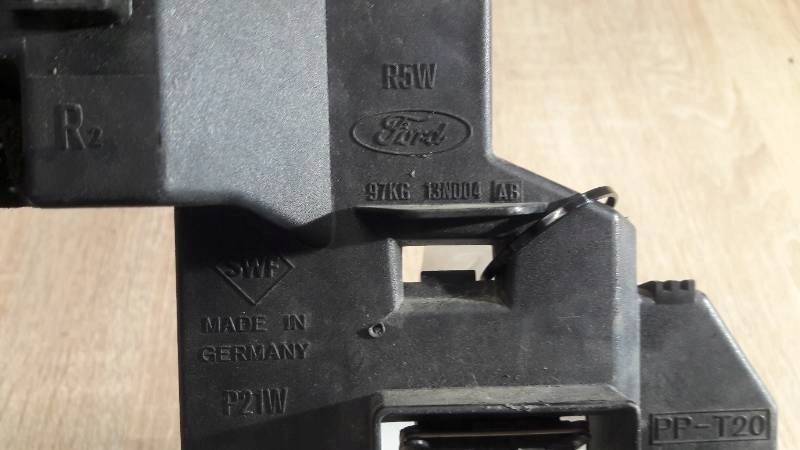 R5W
R2
Ford
97KG 13N004 AB
SWF
MADE IN
GERMANY
P21W
PP-T20